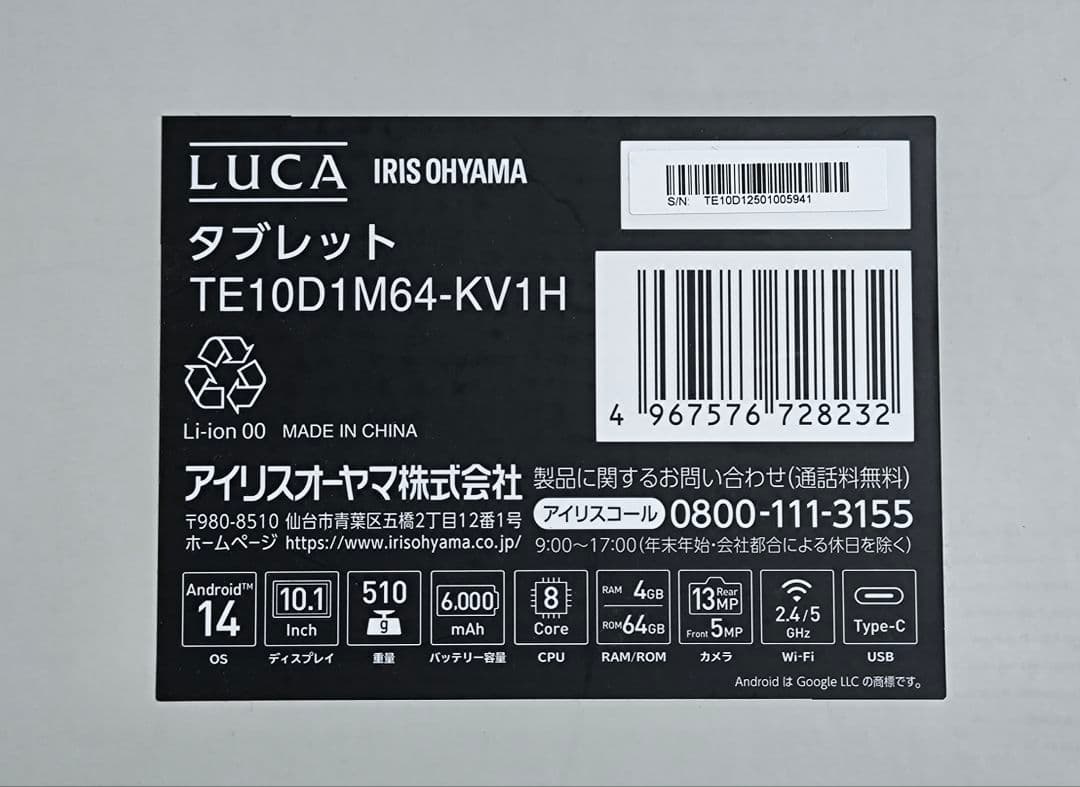 LUCA IRIS OHYAMA
S/N: TE10D12501005941
タブレット
TE10D1M64-KV1H
4 967576 728232
Li-ion 00 MADE IN CHINA
アイリスオーヤマ株式会社
〒980-8510 仙台市青葉区五橋2丁目12番1号
ホームページ https://www.irisohyama.co.jp/
製品に関するお問い合わせ(通話料無料)
アイリスコール 0800-111-3155
9:00~17:00(年末年始・会社都合による休日を除く)
Android™ 14 OS
10.1 Inch ディスプレイ
510 g 重量
6.000 mAh バッテリー容量
8 Core CPU
RAM 4GB ROM 64GB RAM/ROM
13MP Rear Front 5MP カメラ
2.4/5 GHz Wi-Fi
Type-C USB
Android は Google LLC の商標です。